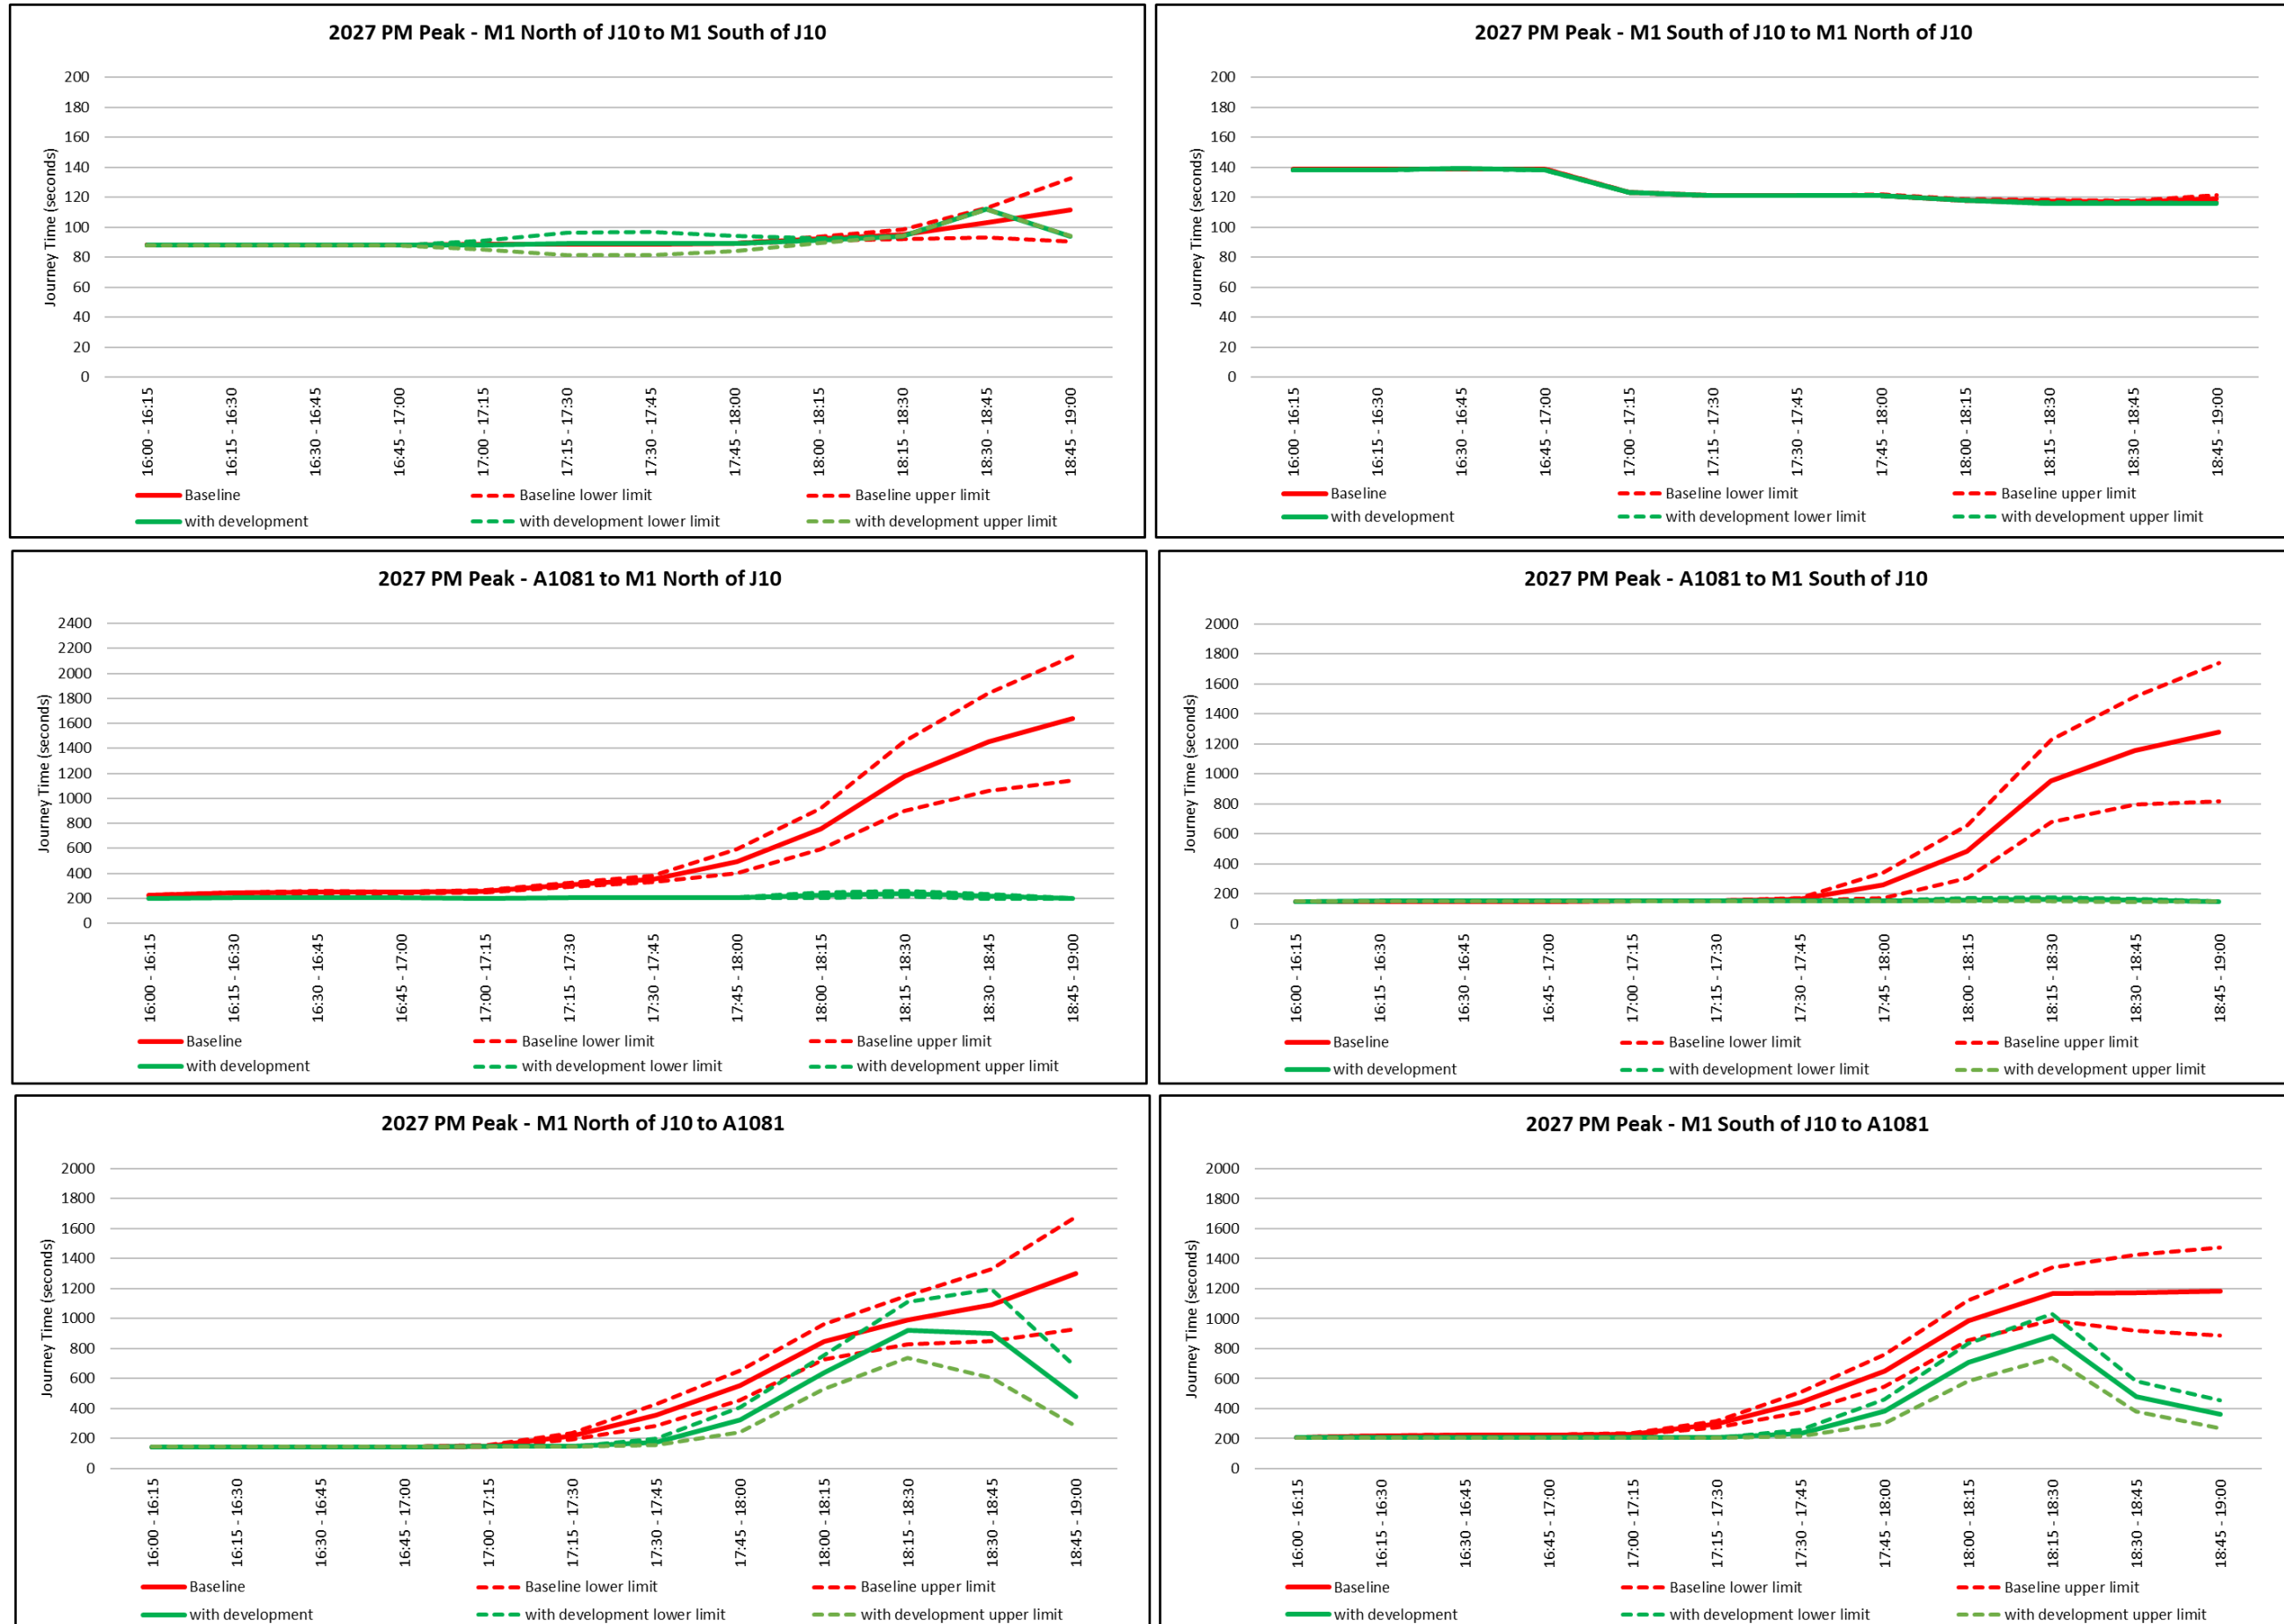 2027 PM Peak - M1 North of J10 to M1 South of J10
Journey Time (seconds)
200
180
160
140
120
100
80
60
40
20
0
16:00 - 16:15
16:15 - 16:30
16:30 - 16:45
16:45 - 17:00
17:00 - 17:15
17:15 - 17:30
17:30 - 17:45
17:45 - 18:00
18:00 - 18:15
18:15 - 18:30
18:30 - 18:45
18:45 - 19:00
Baseline Baseline lower limit Baseline upper limit
with development with development lower limit with development upper limit
2027 PM Peak - M1 South of J10 to M1 North of J10
Journey Time (seconds)
200
180
160
140
120
100
80
60
40
20
0
16:00 - 16:15
16:15 - 16:30
16:30 - 16:45
16:45 - 17:00
17:00 - 17:15
17:15 - 17:30
17:30 - 17:45
17:45 - 18:00
18:00 - 18:15
18:15 - 18:30
18:30 - 18:45
18:45 - 19:00
Baseline Baseline lower limit Baseline upper limit
with development with development lower limit with development upper limit
2027 PM Peak - A1081 to M1 North of J10
Journey Time (seconds)
2400
2200
2000
1800
1600
1400
1200
1000
800
600
400
200
0
16:00 - 16:15
16:15 - 16:30
16:30 - 16:45
16:45 - 17:00
17:00 - 17:15
17:15 - 17:30
17:30 - 17:45
17:45 - 18:00
18:00 - 18:15
18:15 - 18:30
18:30 - 18:45
18:45 - 19:00
Baseline Baseline lower limit Baseline upper limit
with development with development lower limit with development upper limit
2027 PM Peak - A1081 to M1 South of J10
Journey Time (seconds)
2000
1800
1600
1400
1200
1000
800
600
400
200
0
16:00 - 16:15
16:15 - 16:30
16:30 - 16:45
16:45 - 17:00
17:00 - 17:15
17:15 - 17:30
17:30 - 17:45
17:45 - 18:00
18:00 - 18:15
18:15 - 18:30
18:30 - 18:45
18:45 - 19:00
Baseline Baseline lower limit Baseline upper limit
with development with development lower limit with development upper limit
2027 PM Peak - M1 North of J10 to A1081
Journey Time (seconds)
2000
1800
1600
1400
1200
1000
800
600
400
200
0
16:00 - 16:15
16:15 - 16:30
16:30 - 16:45
16:45 - 17:00
17:00 - 17:15
17:15 - 17:30
17:30 - 17:45
17:45 - 18:00
18:00 - 18:15
18:15 - 18:30
18:30 - 18:45
18:45 - 19:00
Baseline Baseline lower limit Baseline upper limit
with development with development lower limit with development upper limit
2027 PM Peak - M1 South of J10 to A1081
Journey Time (seconds)
2000
1800
1600
1400
1200
1000
800
600
400
200
0
16:00 - 16:15
16:15 - 16:30
16:30 - 16:45
16:45 - 17:00
17:00 - 17:15
17:15 - 17:30
17:30 - 17:45
17:45 - 18:00
18:00 - 18:15
18:15 - 18:30
18:30 - 18:45
18:45 - 19:00
Baseline Baseline lower limit Baseline upper limit
with development with development lower limit with development upper limit